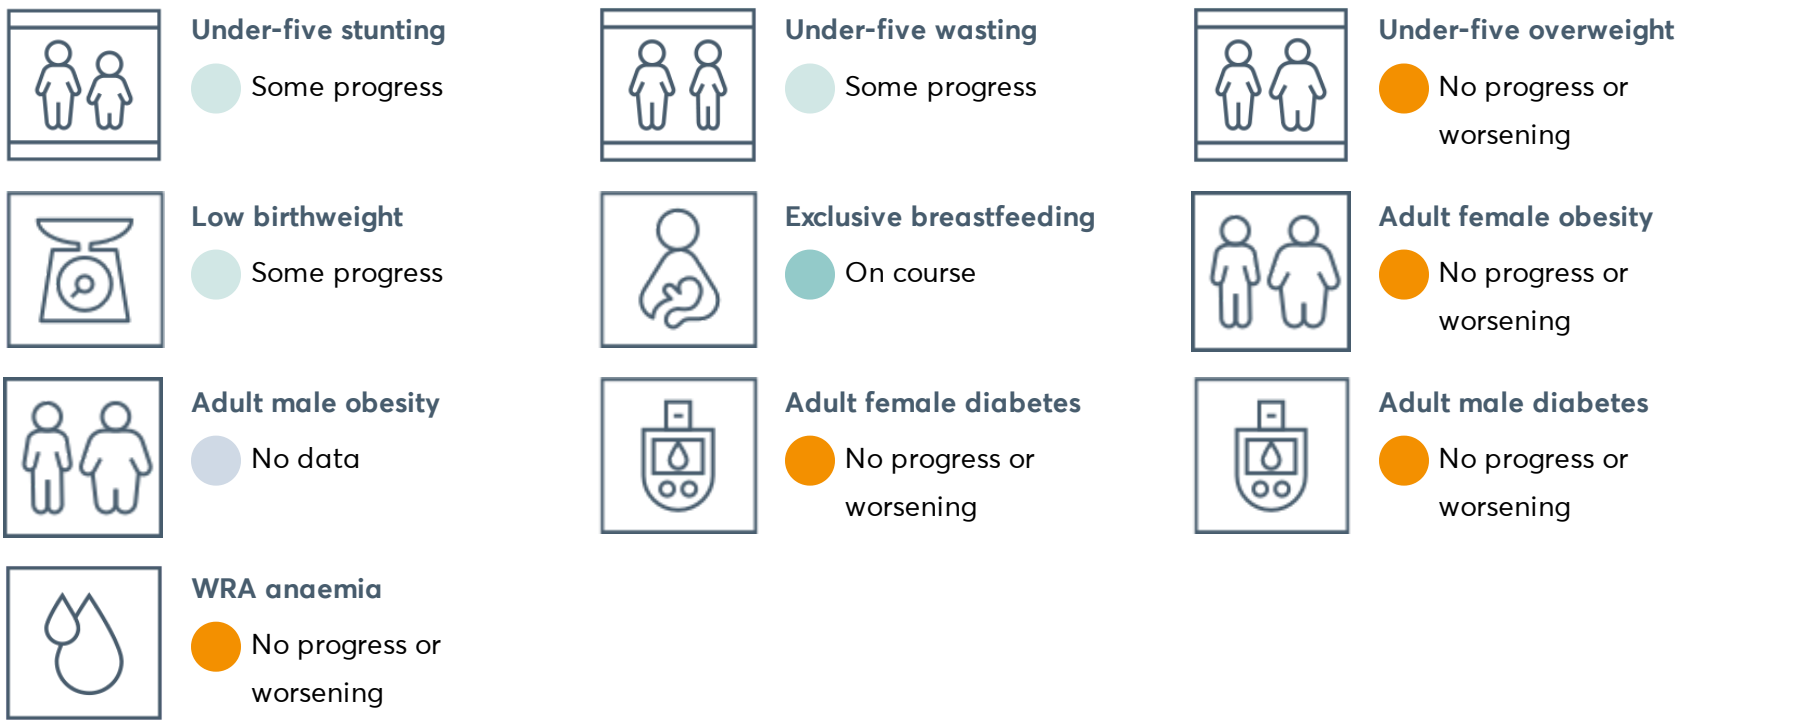 Under-five stunting
Some progress
Under-five wasting
Some progress
Under-five overweight
No progress or
worsening
Low birthweight
Some progress
Exclusive breastfeeding
On course
Adult female obesity
No progress or
worsening
Adult male obesity
No data
Adult female diabetes
No progress or
worsening
Adult male diabetes
No progress or
worsening
WRA anaemia
No progress or
worsening